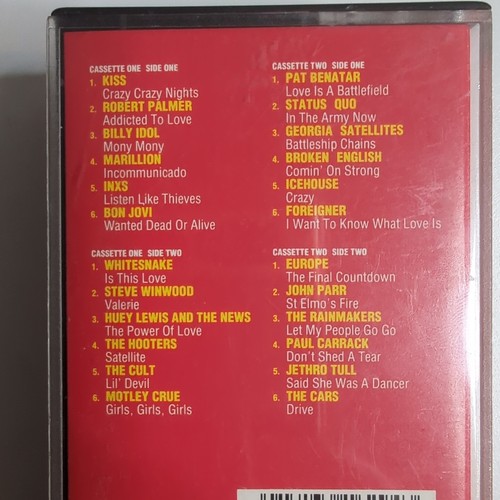 CASSETTE ONE SIDE ONE
1. KISS
Crazy Crazy Nights
2. ROBERT PALMER
Addicted To Love
3. BILLY IDOL
Mony Mony
4. MARILLION
Incommunicado
5. INXS
Listen Like Thieves
6. BON JOVI
Wanted Dead Or Alive
CASSETTE ONE SIDE TWO
1. WHITESNAKE
Is This Love
2. STEVE WINWOOD
Valerie
3. HUEY LEWIS AND THE NEWS
The Power Of Love
4. THE HOOTERS
Satellite
5. THE CULT
Lil' Devil
6. MOTLEY CRUE
Girls, Girls, Girls
CASSETTE TWO SIDE ONE
1. PAT BENATAR
Love Is A Battlefield
2. STATUS QUO
In The Army Now
3. GEORGIA SATELLITES
Battleship Chains
4. BROKEN ENGLISH
Comin' On Strong
5. ICEHOUSE
Crazy
6. FOREIGNER
I Want To Know What Love Is
CASSETTE TWO SIDE TWO
1. EUROPE
The Final Countdown
2. JOHN PARR
St Elmo's Fire
3. THE RAINMAKERS
Let My People Go Go
4. PAUL CARRACK
Don't Shed A Tear
5. JETHRO TULL
Said She Was A Dancer
6. THE CARS
Drive